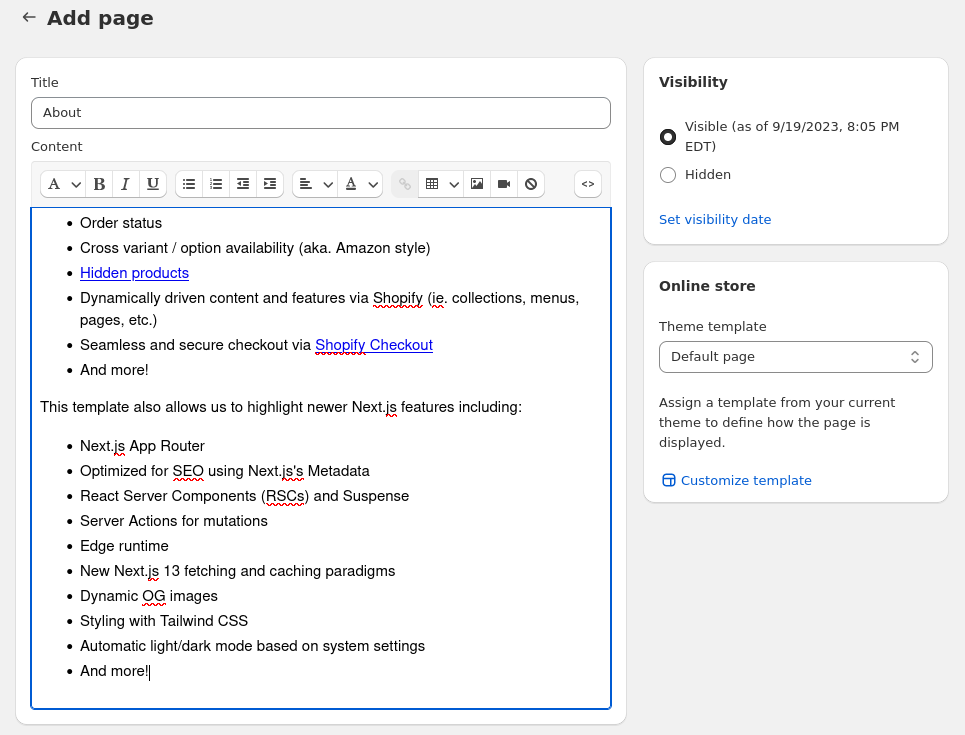 ← Add page
Title
About
Content
A B I U A <>
• Order status
• Cross variant / option availability (aka. Amazon style)
• Hidden products
• Dynamically driven content and features via Shopify (ie. collections, menus,
pages, etc.)
• Seamless and secure checkout via Shopify Checkout
• And more!
This template also allows us to highlight newer Next.js features including:
• Next.js App Router
• Optimized for SEO using Next.js's Metadata
• React Server Components (RSCs) and Suspense
• Server Actions for mutations
• Edge runtime
• New Next.js 13 fetching and caching paradigms
• Dynamic OG images
• Styling with Tailwind CSS
• Automatic light/dark mode based on system settings
• And more!
Visibility
Visible (as of 9/19/2023, 8:05 PM
EDT)
Hidden
Set visibility date
Online store
Theme template
Default page
Assign a template from your current
theme to define how the page is
displayed.
Customize template